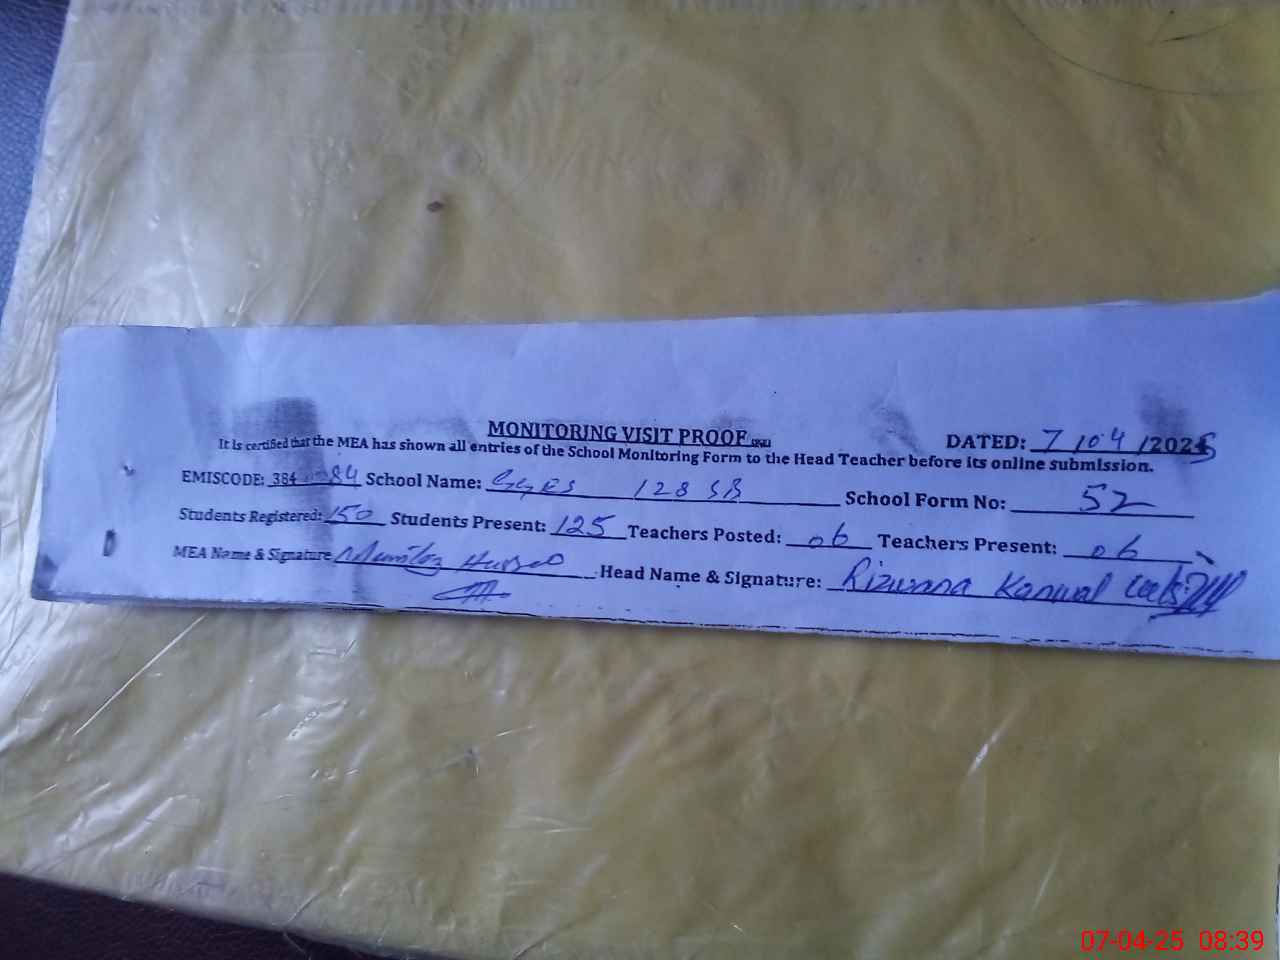 MONITORING VISIT PROOF DATED: 7/04/2025
It is certified that the MEA has shown all entries of the School Monitoring Form to the Head Teacher before its online submission.
EMISCODE: 384 84 School Name: GGES 128 SB School Form No: 52
Students Registered: 150 Students Present: 125 Teachers Posted: 06 Teachers Present: 06
MEA Name & Signature Mumtaz Head Name & Signature: Rizwana Kanwal
07-04-25 08:39